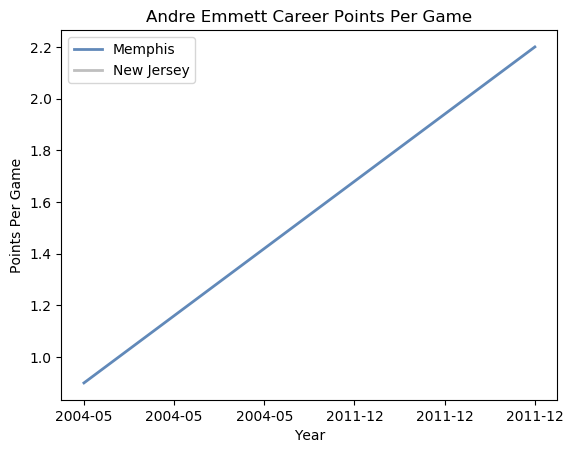 Andre Emmett Career Points Per Game
Memphis
New Jersey
Points Per Game
2.2
2.0
1.8
1.6
1.4
1.2
1.0
2004-05 2004-05 2004-05 2011-12 2011-12 2011-12
Year